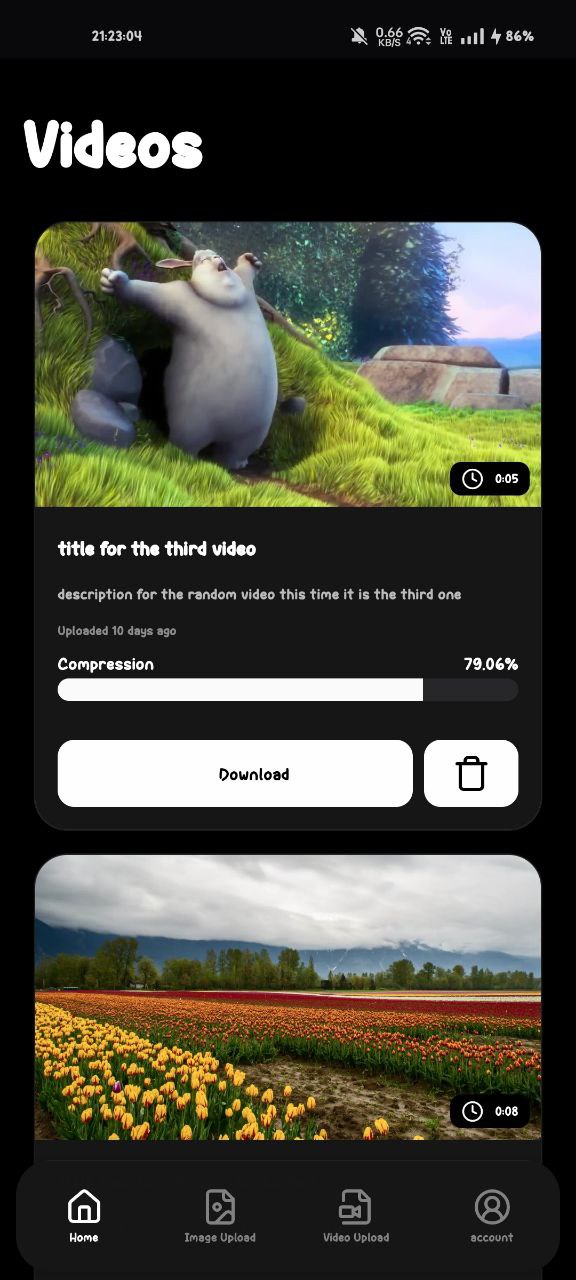 21:23:04
0.66 KB/S
4
Vo LTE
86%
Videos
0:05
title for the third video
description for the random video this time it is the third one
Uploaded 10 days ago
Compression 79.06%
Download
0:08
Home Image Upload Video Upload account